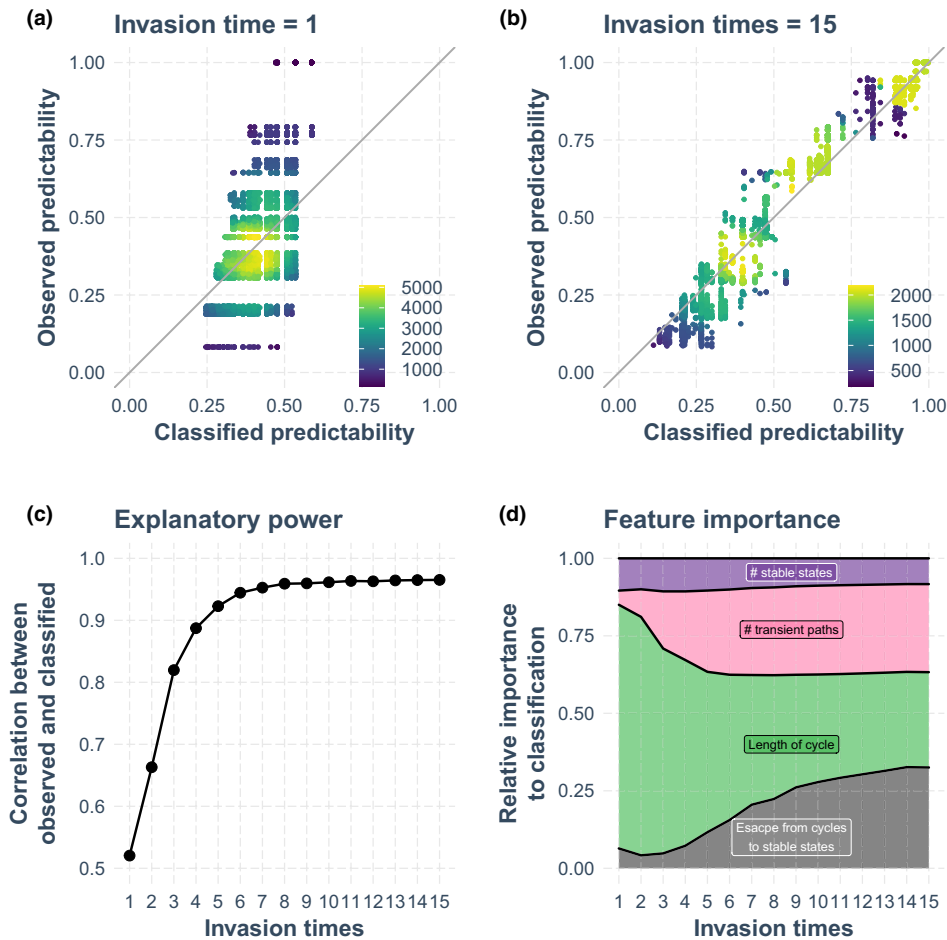 (a)
Invasion time = 1
1.00
0.75
0.50
0.25
0.00
Observed predictability
5000
4000
3000
2000
1000
0.00 0.25 0.50 0.75 1.00
Classified predictability
(b)
Invasion times = 15
1.00
0.75
0.50
0.25
0.00
Observed predictability
2000
1500
1000
500
0.00 0.25 0.50 0.75 1.00
Classified predictability
(c)
Explanatory power
1.0
0.9
0.8
0.7
0.6
0.5
Correlation between
observed and classified
1 2 3 4 5 6 7 8 9 10 11 12 13 14 15
Invasion times
(d)
Feature importance
1.00
0.75
0.50
0.25
0.00
Relative importance
to classification
# stable states
# transient paths
Length of cycle
Esacpe from cycles
to stable states
1 2 3 4 5 6 7 8 9 10 11 12 13 14 15
Invasion times